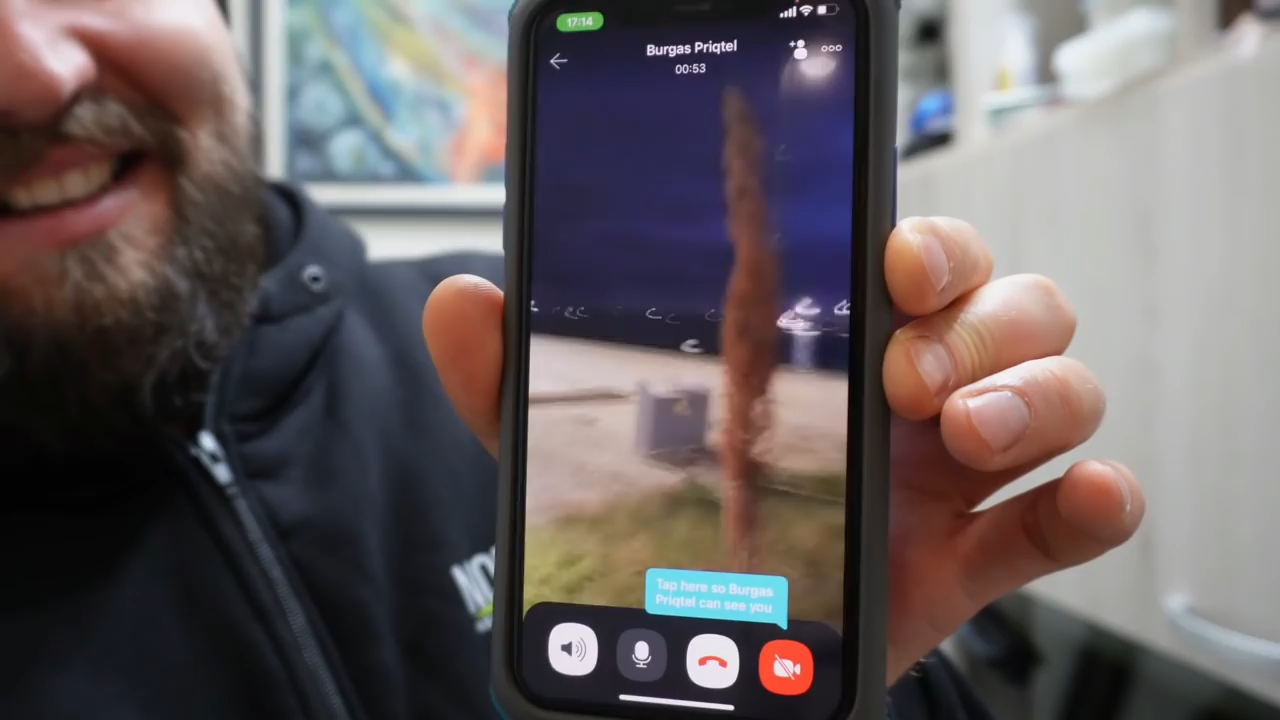 17:14
Burgas Priqtel
00:53
Tap here so Burgas
Priqtel can see you